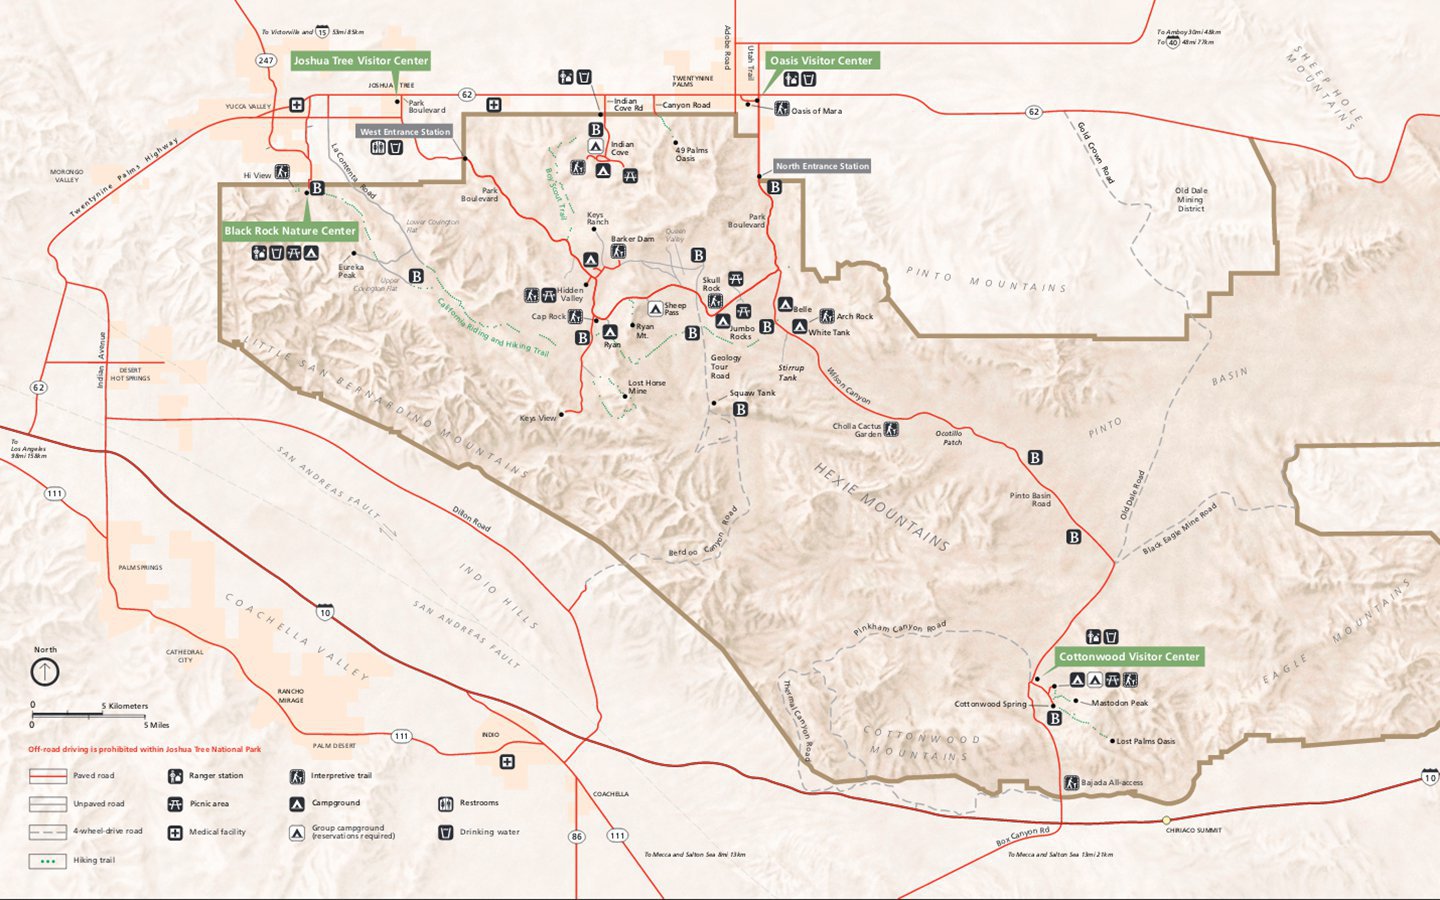 To Victorville and 15 53mi 85km
247
Joshua Tree Visitor Center
JOSHUA TREE
YUCCA VALLEY
62
Park
Boulevard
West Entrance Station
Adobe Road
Utah Trail
TWENTYNINE
PALMS
Oasis Visitor Center
Oasis of Mara
Indian
Cove Rd
Canyon Road
To Amboy 30mi 48km
To 40 48mi 77km
SHEEP HOLE
MOUNTAINS
62
B
Indian
Cove
49 Palms
Oasis
North Entrance Station
B
Gold Crown Road
Old Dale
Mining
District
MORONGO
VALLEY
Twentynine Palms Highway
Hi View
B
La Contenta Road
Black Rock Nature Center
Park
Boulevard
Boy Scout Trail
Keys
Ranch
Barker Dam
Queen
Valley
Park
Boulevard
Lower Covington
Flat
Eureka
Peak
Upper
Covington Flat
B
B
PINTO MOUNTAINS
Hidden
Valley
Cap Rock
Sheep
Pass
Skull
Rock
Belle
Arch Rock
White Tank
Jumbo
Rocks
B
B
B
Ryan
Ryan
Mt.
California Riding and Hiking Trail
Geology
Tour
Road
Stirrup
Tank
Wilson Canyon
Lost Horse
Mine
Squaw Tank
B
Keys View
LITTLE SAN BERNARDINO MOUNTAINS
Indian Avenue
DESERT
HOT SPRINGS
62
To
Los Angeles
98mi 158km
111
SAN ANDREAS FAULT
Dillon Road
Cholla Cactus
Garden
Ocotillo
Patch
PINTO
BASIN
B
HEXIE MOUNTAINS
Pinto Basin
Road
B
Old Dale Road
Black Eagle Mine Road
Berdoo Canyon Road
PALM SPRINGS
INDIO HILLS
SAN ANDREAS FAULT
10
COACHELLA VALLEY
CATHEDRAL
CITY
RANCHO
MIRAGE
PALM DESERT
111
INDIO
COACHELLA
Pinkham Canyon Road
Thermal Canyon Road
Cottonwood Visitor Center
EAGLE MOUNTAINS
Cottonwood Spring
B
Mastodon Peak
Lost Palms Oasis
COTTONWOOD
MOUNTAINS
Bajada All-access
10
CHIRIACO SUMMIT
Box Canyon Rd
86
111
To Mecca and Salton Sea 8mi 13km
To Mecca and Salton Sea 13mi 21km
North
0
5 Kilometers
0
5 Miles
Off-road driving is prohibited within Joshua Tree National Park
Paved road
Ranger station
Interpretive trail
Unpaved road
Picnic area
Campground
Restrooms
4-wheel-drive road
Medical facility
Group campground
(reservations required)
Drinking water
Hiking trail